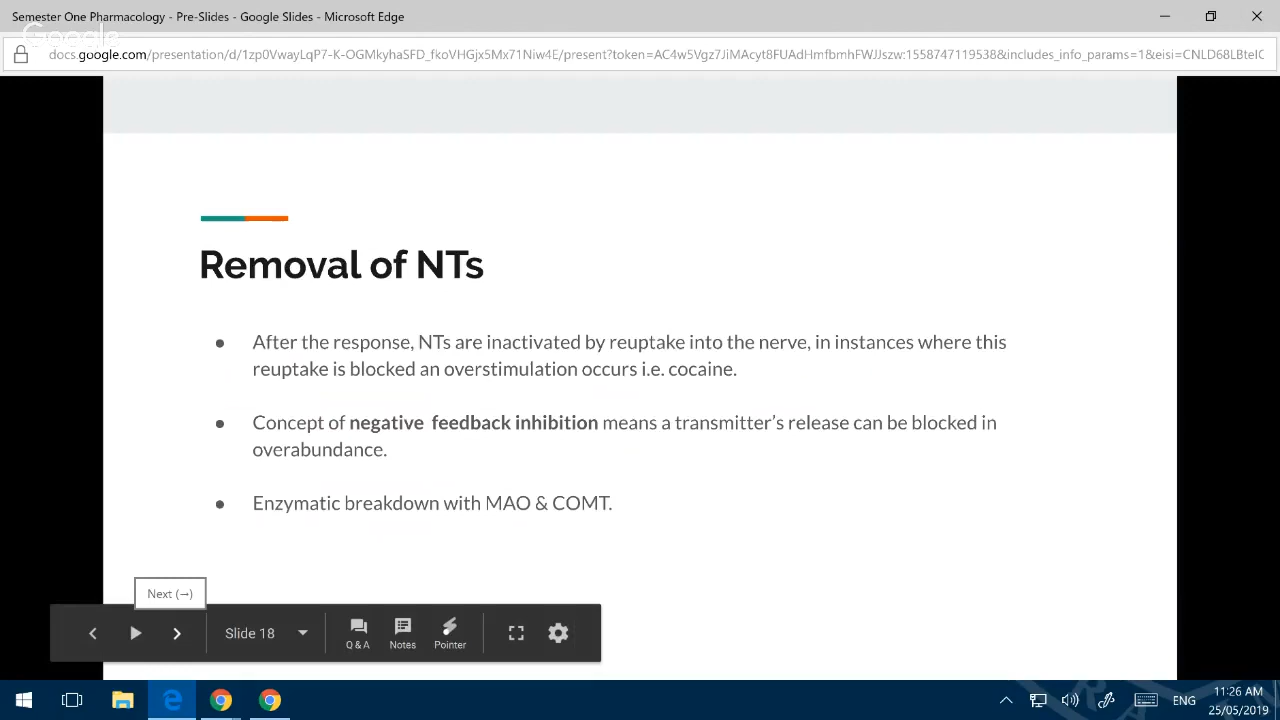 Semester One Pharmacology - Pre-Slides - Google Slides - Microsoft Edge
Google
docs.google.com/presentation/d/1zp0VwayLqP7-K-OGMkyhaSFD_fkoVHGjx5Mx71Niw4E/present?token=AC4w5Vgz7JiMAcyt8FUAdHmfbmhFWJJszw:1558747119538&includes_info_params=1&eisi=CNLD68LBteIC
Removal of NTs
● After the response, NTs are inactivated by reuptake into the nerve, in instances where this
reuptake is blocked an overstimulation occurs i.e. cocaine.
● Concept of negative feedback inhibition means a transmitter's release can be blocked in
overabundance.
● Enzymatic breakdown with MAO & COMT.
Next (→)
Slide 18
Q & A
Notes
Pointer
ENG
11:26 AM
25/05/2019